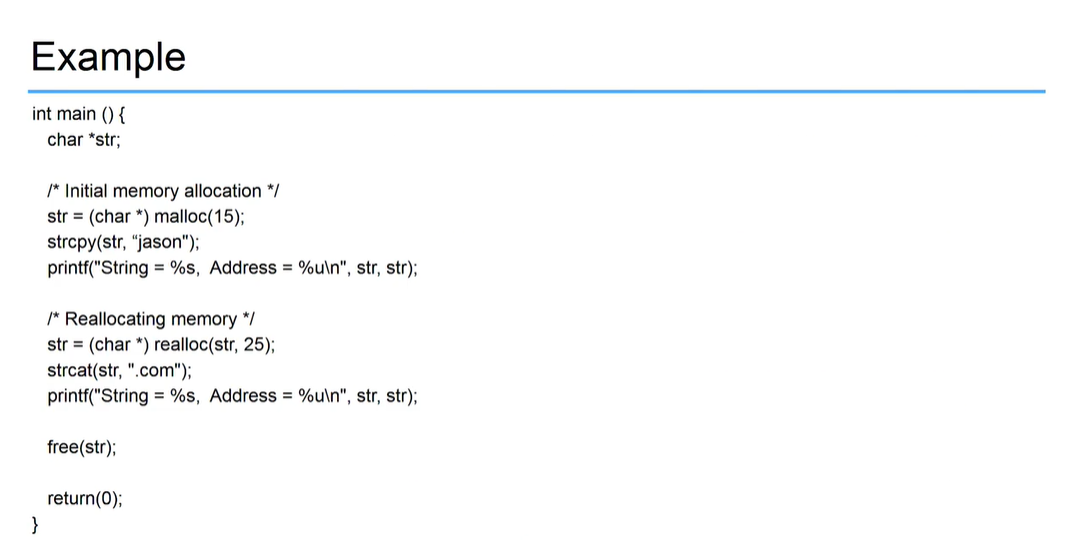 Example
int main () {
char *str;
/* Initial memory allocation */
str = (char *) malloc(15);
strcpy(str, “jason");
printf("String = %s,  Address = %u\n", str, str);
/* Reallocating memory */
str = (char *) realloc(str, 25);
strcat(str, ".com");
printf("String = %s,  Address = %u\n", str, str);
free(str);
return(0);
}